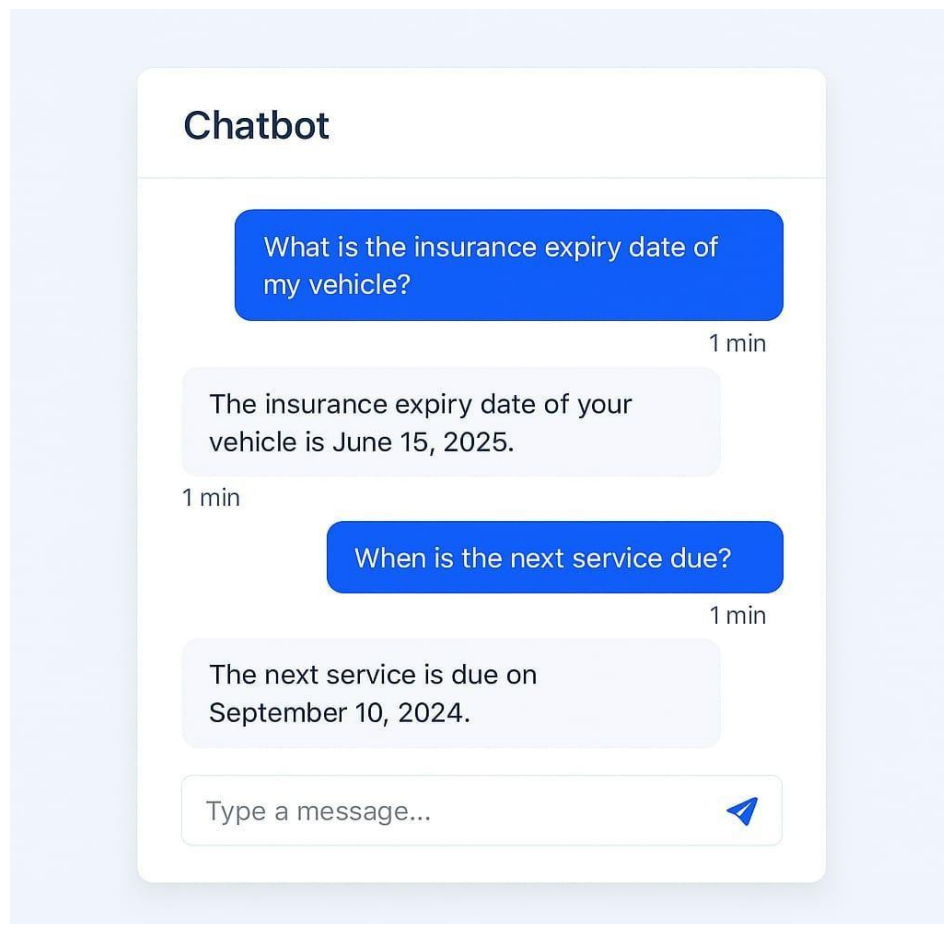 Chatbot
What is the insurance expiry date of
my vehicle?
1 min
The insurance expiry date of your
vehicle is June 15, 2025.
1 min
When is the next service due?
1 min
The next service is due on
September 10, 2024.
Type a message...